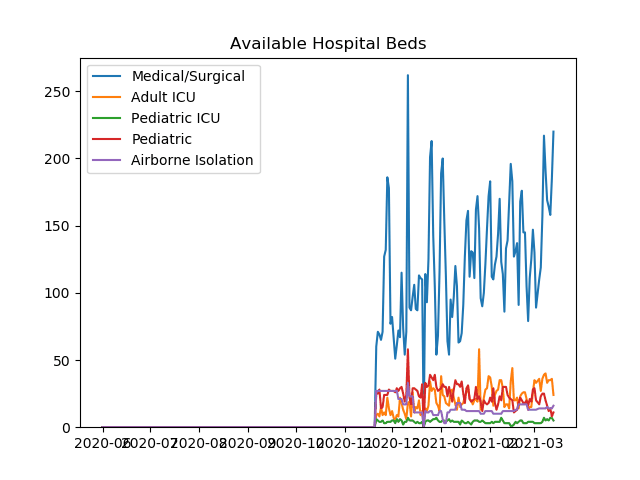 Available Hospital Beds
Medical/Surgical
Adult ICU
Pediatric ICU
Pediatric
Airborne Isolation
250
200
150
100
50
0
2020-06 2020-07 2020-08 2020-09 2020-10 2020-11 2020-12 2021-01 2021-02 2021-03